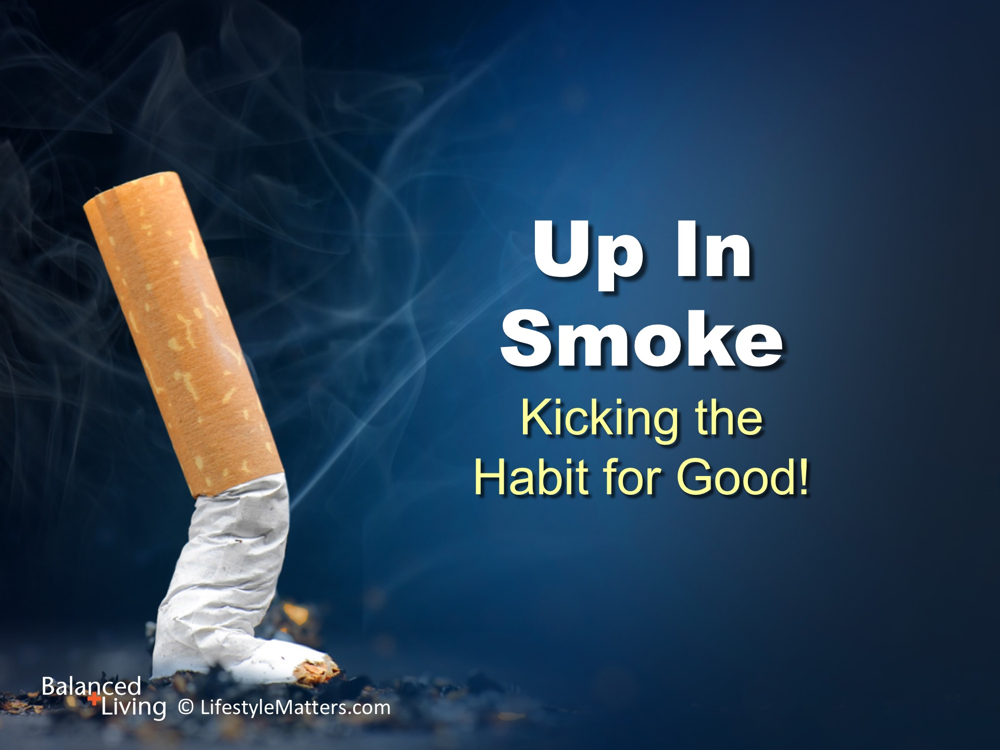 Up In
Smoke
Kicking the
Habit for Good!
Balanced
Living © LifestyleMatters.com